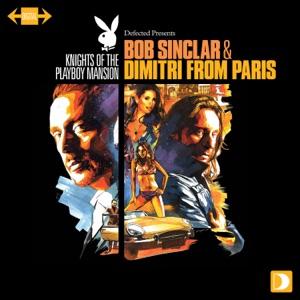 Defected Presents
KNIGHTS OF THE
PLAYBOY MANSION
BOB SINCLAR &
DIMITRI FROM PARIS